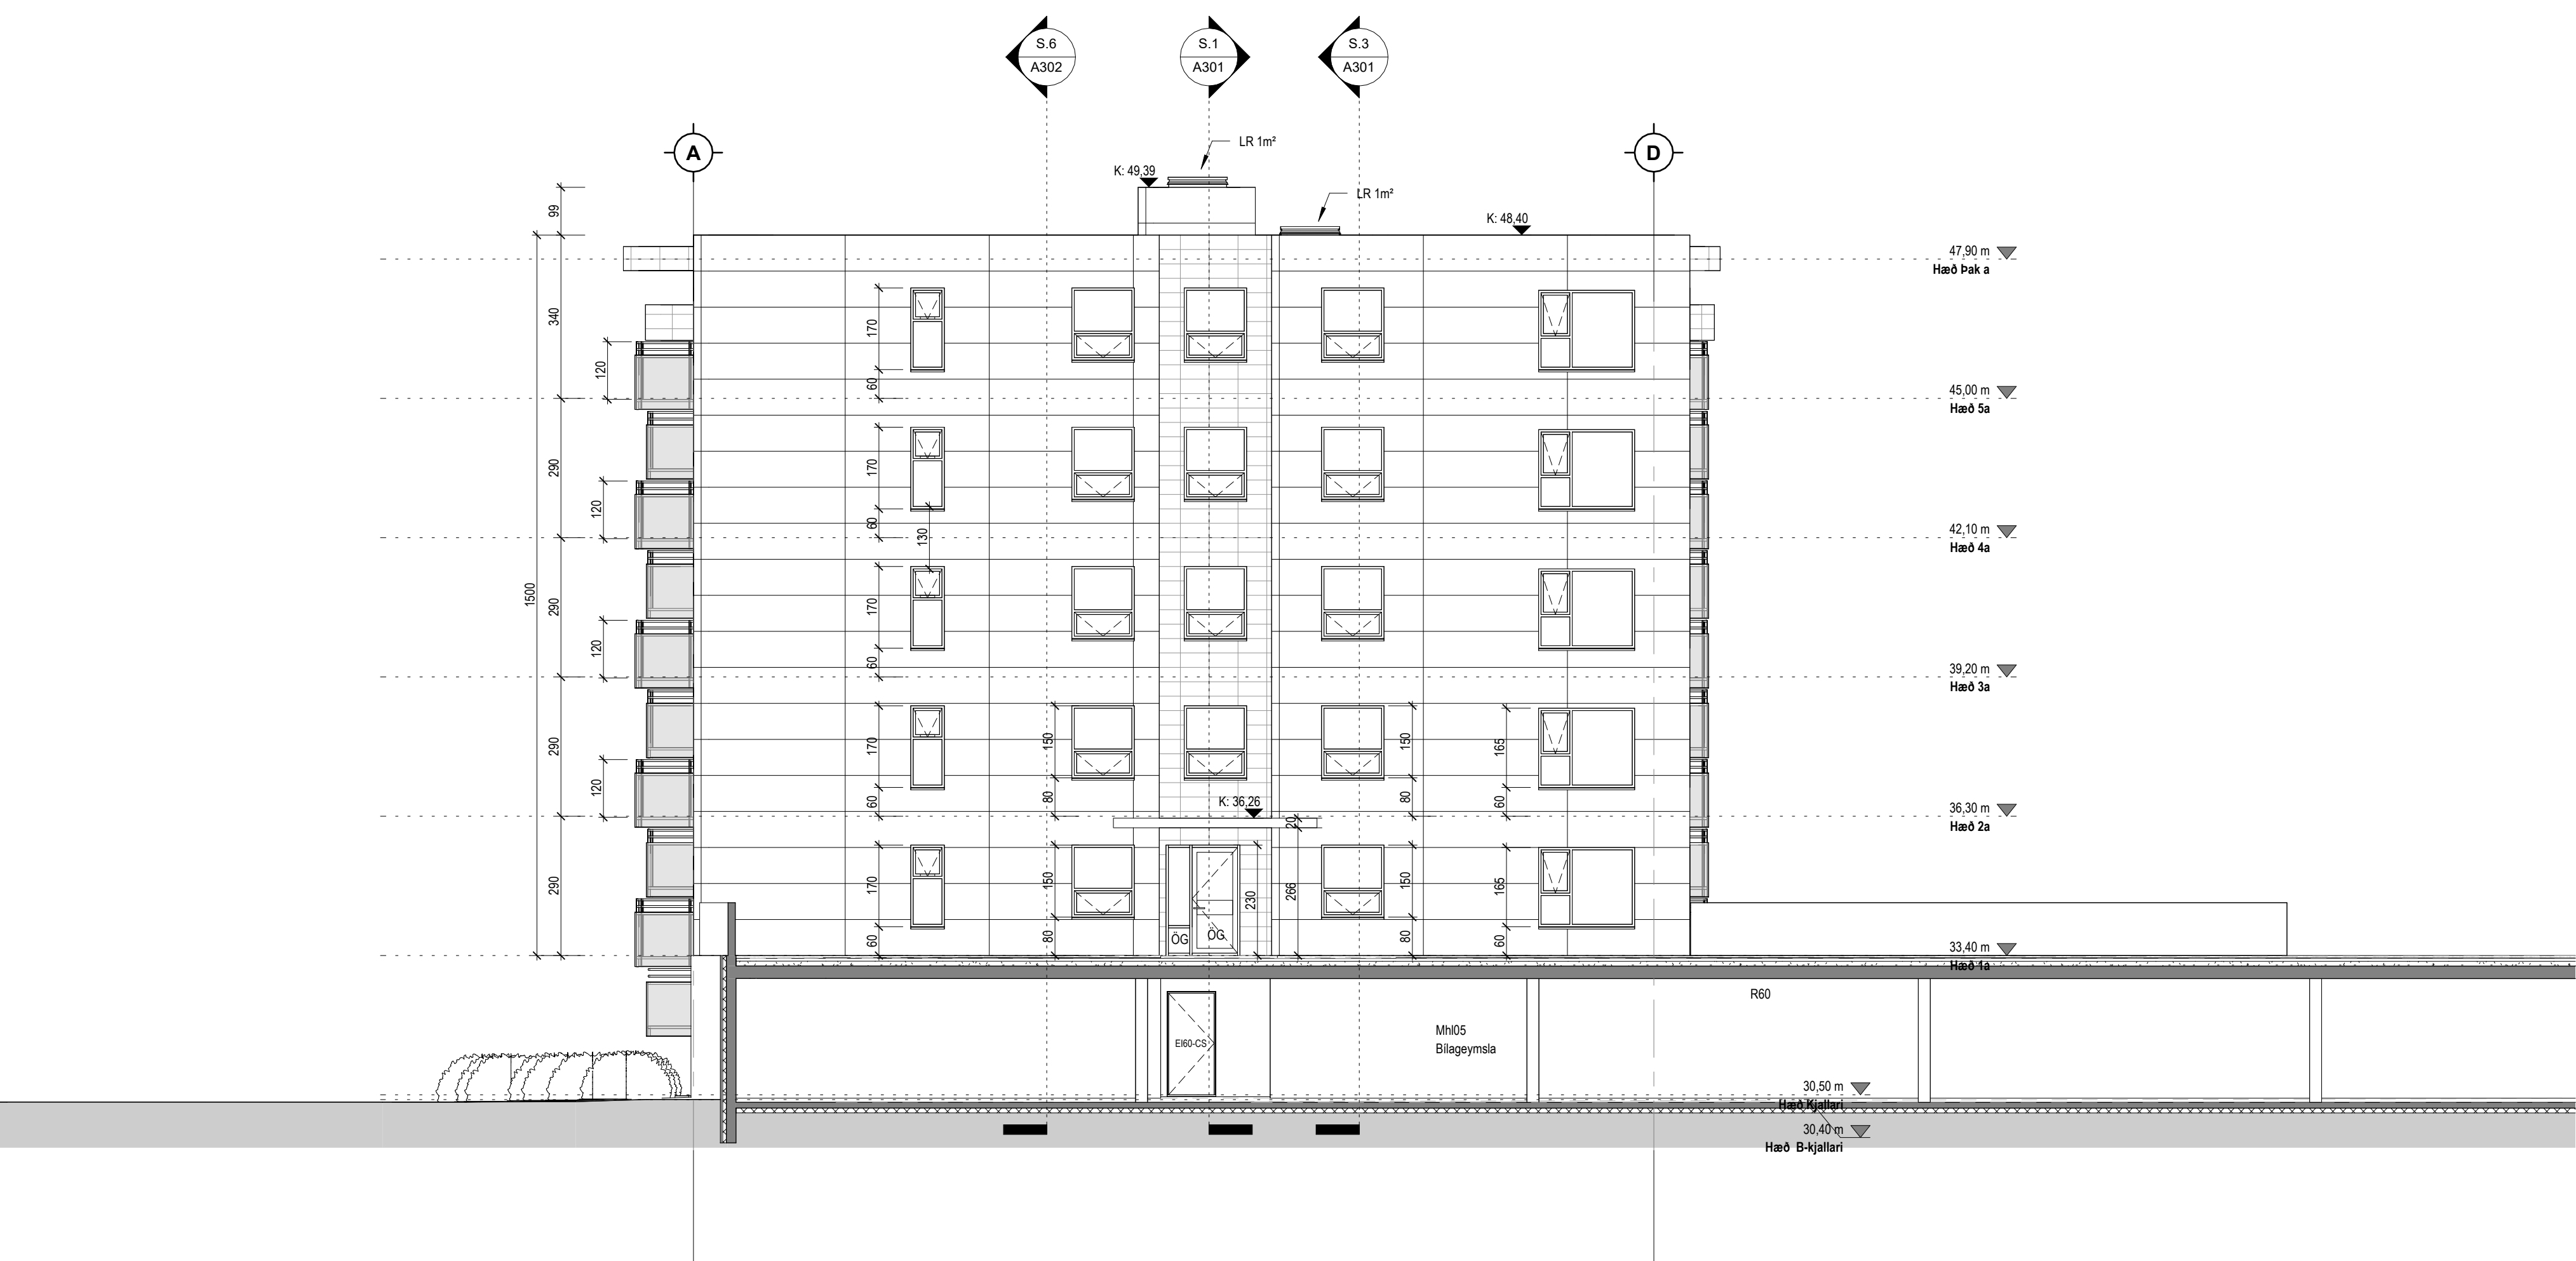 S.6
A302
S.1
A301
S.3
A301
A
D
LR 1m²
K: 49,39
LR 1m²
K: 48,40
99
340
290
290
290
290
1500
120
120
120
120
47,90 m
Hæð Þak a
45,00 m
Hæð 5a
42,10 m
Hæð 4a
39,20 m
Hæð 3a
36,30 m
Hæð 2a
33,40 m
Hæð 1a
170
60
170
60
130
170
60
170
60
150
80
150
80
165
60
K: 36,26
20
170
60
150
80
230
266
150
80
165
60
ÖG
ÖG
R60
Mhl05
Bílageymsla
EI60-CS
30,50 m
Hæð Kjallari
30,40 m
Hæð B-kjallari